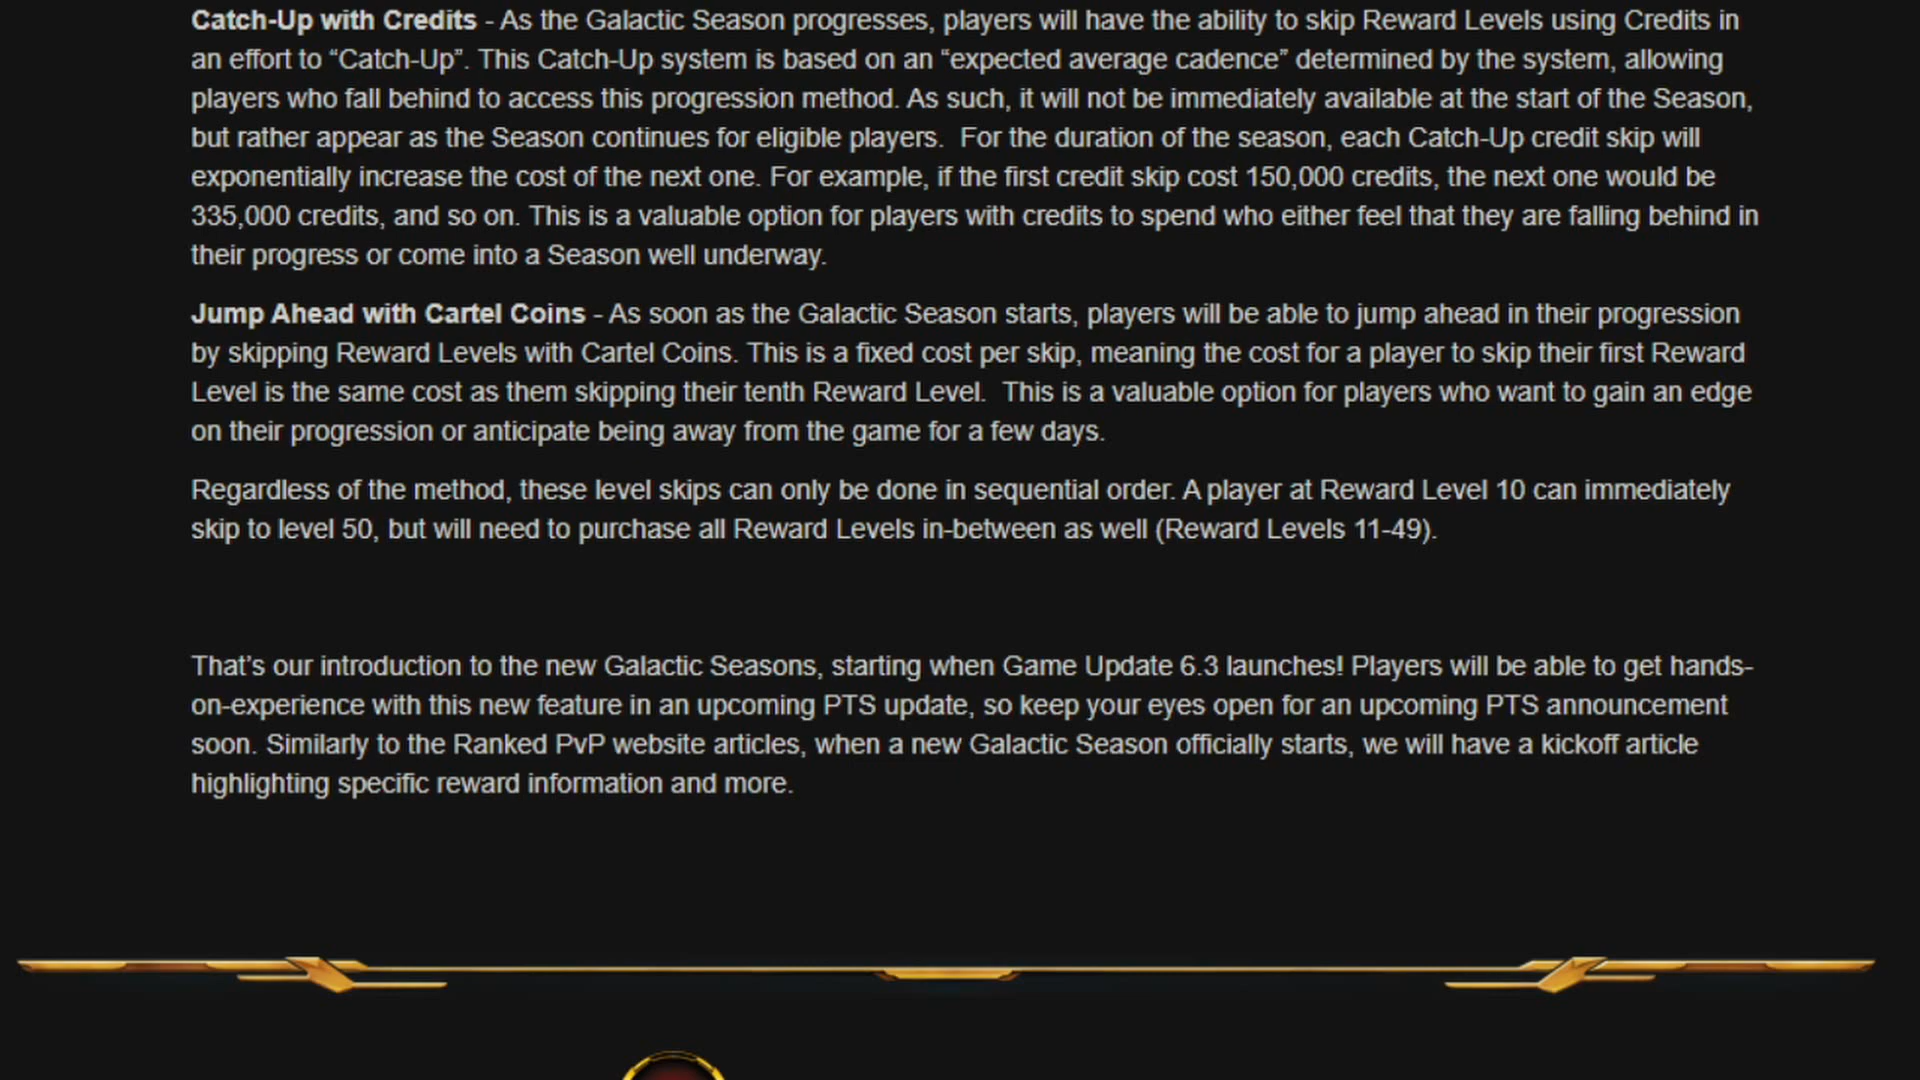 Catch-Up with Credits - As the Galactic Season progresses, players will have the ability to skip Reward Levels using Credits in
an effort to “Catch-Up”. This Catch-Up system is based on an “expected average cadence” determined by the system, allowing
players who fall behind to access this progression method. As such, it will not be immediately available at the start of the Season,
but rather appear as the Season continues for eligible players.  For the duration of the season, each Catch-Up credit skip will
exponentially increase the cost of the next one. For example, if the first credit skip cost 150,000 credits, the next one would be
335,000 credits, and so on. This is a valuable option for players with credits to spend who either feel that they are falling behind in
their progress or come into a Season well underway.
Jump Ahead with Cartel Coins - As soon as the Galactic Season starts, players will be able to jump ahead in their progression
by skipping Reward Levels with Cartel Coins. This is a fixed cost per skip, meaning the cost for a player to skip their first Reward
Level is the same cost as them skipping their tenth Reward Level.  This is a valuable option for players who want to gain an edge
on their progression or anticipate being away from the game for a few days.
Regardless of the method, these level skips can only be done in sequential order. A player at Reward Level 10 can immediately
skip to level 50, but will need to purchase all Reward Levels in-between as well (Reward Levels 11-49).
That’s our introduction to the new Galactic Seasons, starting when Game Update 6.3 launches! Players will be able to get hands-
on-experience with this new feature in an upcoming PTS update, so keep your eyes open for an upcoming PTS announcement
soon. Similarly to the Ranked PvP website articles, when a new Galactic Season officially starts, we will have a kickoff article
highlighting specific reward information and more.